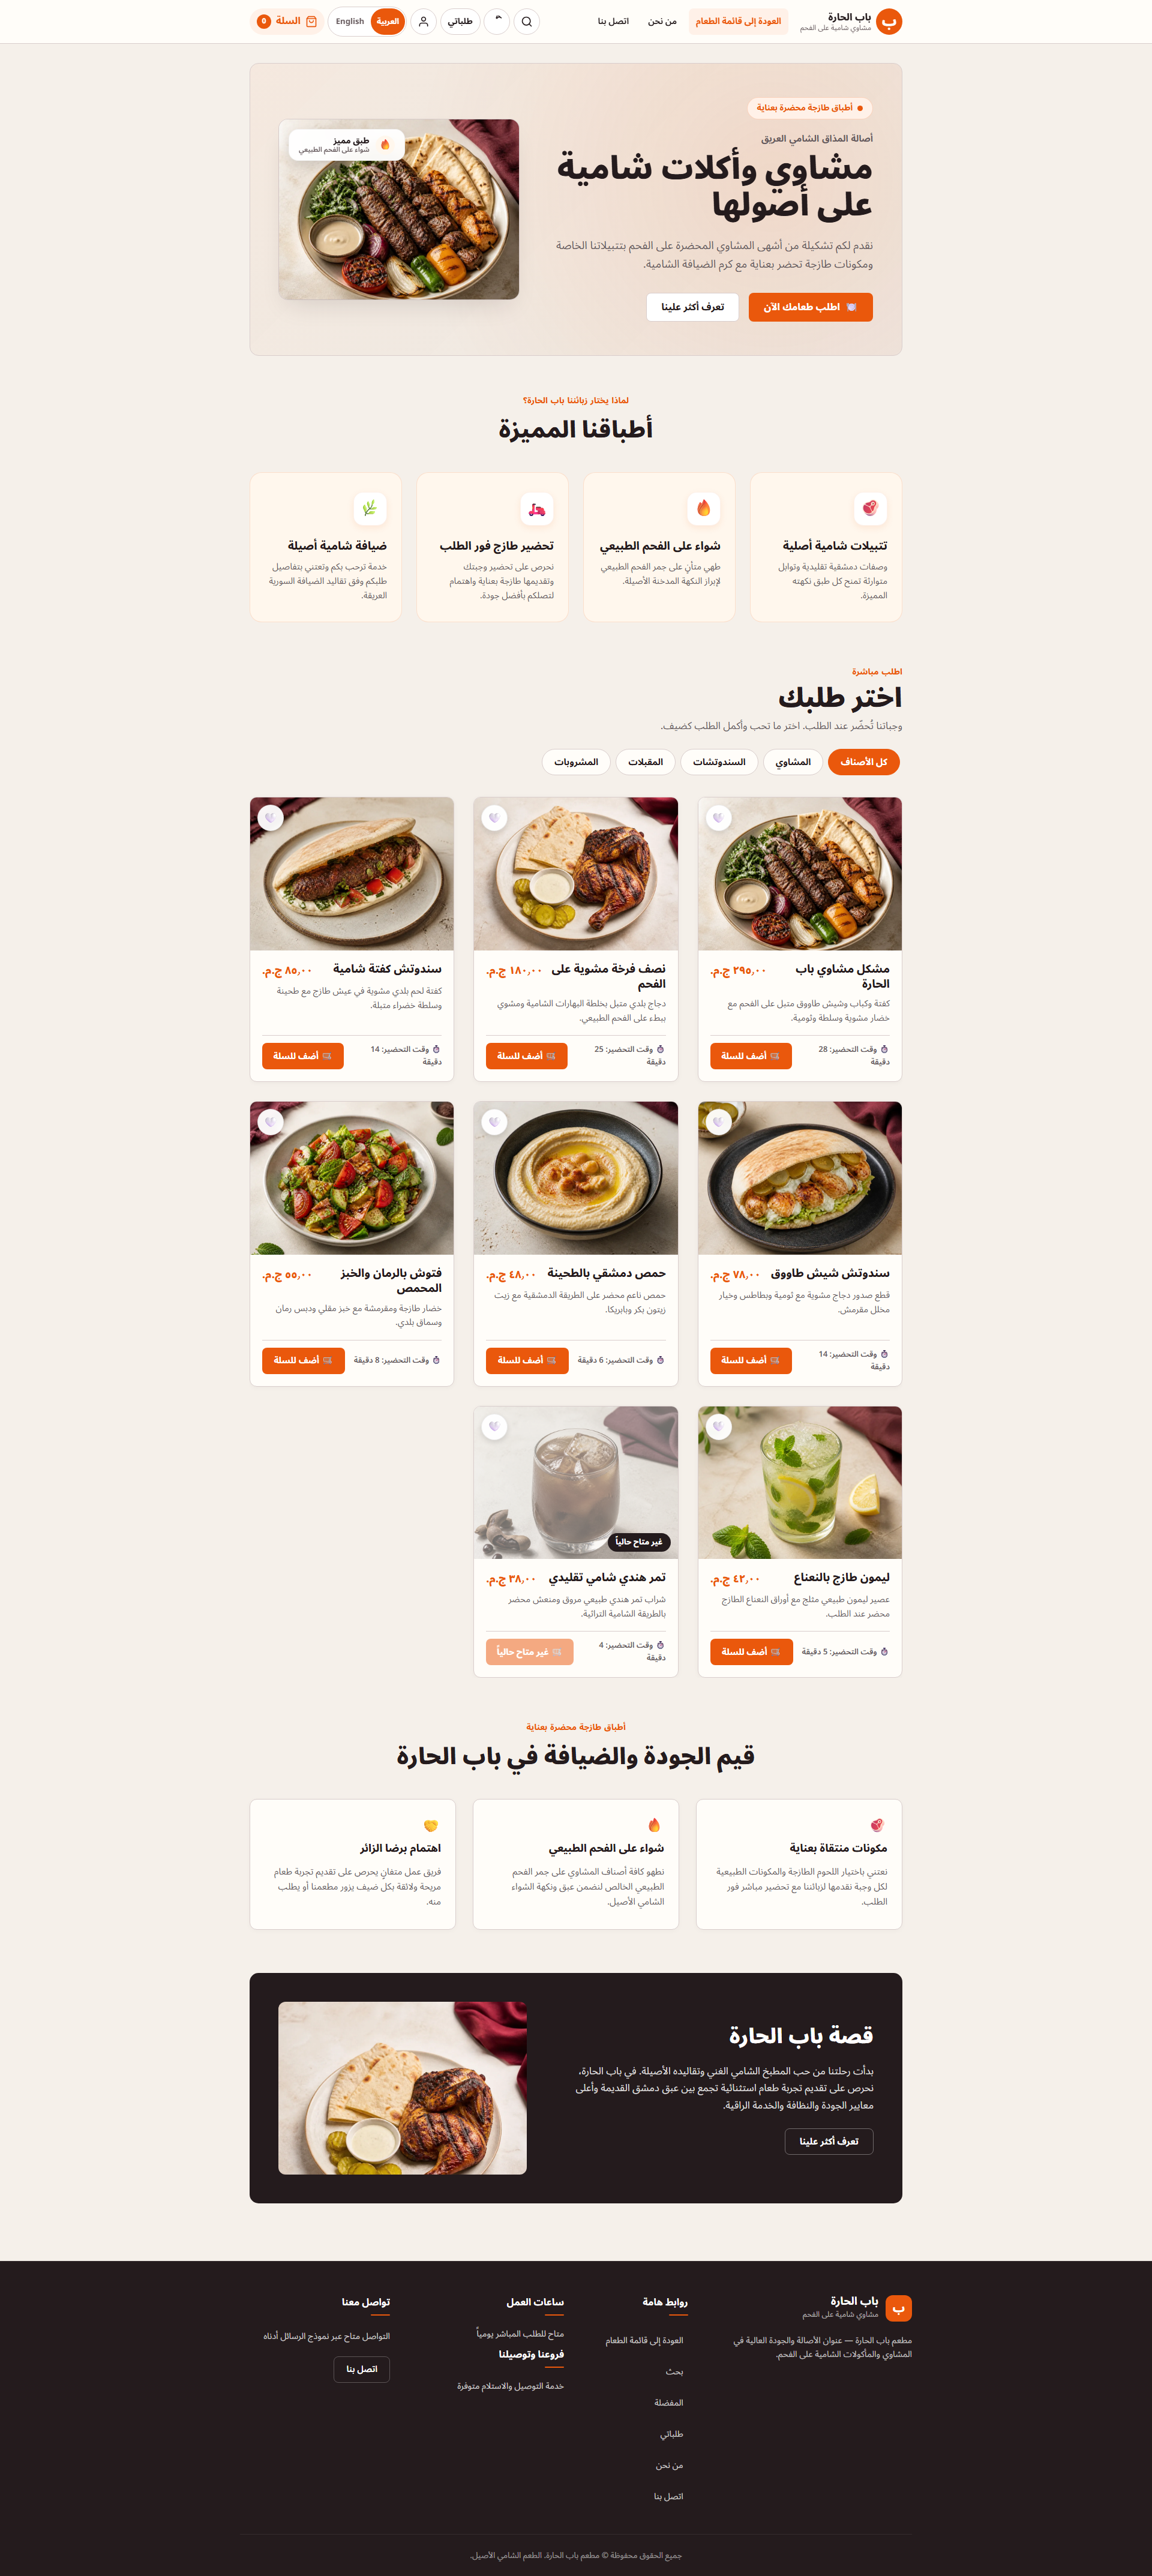 ب
باب الحارة
مشاوي شامية على الفحم
العودة إلى قائمة الطعام
من نحن
اتصل بنا
طلباتي
العربية
English
السلة
0
أطباق طازجة محضرة بعناية
أصالة المذاق الشامي العريق
مشاوي وأكلات شامية
على أصولها
نقدم لكم تشكيلة من أشهى المشاوي المحضرة على الفحم بتتبيلاتنا الخاصة
ومكونات طازجة تحضر بعناية مع كرم الضيافة الشامية.
اطلب طعامك الآن
تعرف أكثر علينا
طبق مميز
شواء على الفحم الطبيعي
لماذا يختار زبائننا باب الحارة؟
أطباقنا المميزة
تتبيلات شامية أصلية
وصفات دمشقية تقليدية وتوابل
متوارثة تمنح كل طبق نكهته
المميزة.
شواء على الفحم الطبيعي
طهي متأنٍ على جمر الفحم الطبيعي
لإبراز النكهة المدخنة الأصيلة.
تحضير طازج فور الطلب
نحرص على تحضير وجبتك
وتقديمها طازجة بعناية واهتمام
لتصلكم بأفضل جودة.
ضيافة شامية أصيلة
خدمة ترحب بكم وتعتني بتفاصيل
طلبكم وفق تقاليد الضيافة السورية
العريقة.
اطلب مباشرة
اختر طلبك
وجباتنا تُحضّر عند الطلب. اختر ما تحب وأكمل الطلب كضيف.
كل الأصناف
المشاوي
السندوتشات
المقبلات
المشروبات
مشكل مشاوي باب
الحارة
٢٩٥٫٠٠ ج.م.
كفتة وكباب وشيش طاووق متبل على الفحم مع
خضار مشوية وسلطة وثومية.
وقت التحضير: 28
دقيقة
أضف للسلة
نصف فرخة مشوية على
الفحم
١٨٠٫٠٠ ج.م.
دجاج بلدي متبل بخلطة البهارات الشامية ومشوي
ببطء على الفحم الطبيعي.
وقت التحضير: 25
دقيقة
أضف للسلة
سندوتش كفتة شامية
٨٥٫٠٠ ج.م.
كفتة لحم بلدي مشوية في عيش طازج مع طحينة
وسلطة خضراء متبلة.
وقت التحضير: 14
دقيقة
أضف للسلة
سندوتش شيش طاووق
٧٨٫٠٠ ج.م.
قطع صدور دجاج مشوية مع ثومية وبطاطس وخيار
مخلل مقرمش.
وقت التحضير: 14
دقيقة
أضف للسلة
حمص دمشقي بالطحينة
٤٨٫٠٠ ج.م.
حمص ناعم محضر على الطريقة الدمشقية مع زيت
زيتون بكر وبابريكا.
وقت التحضير: 6 دقيقة
أضف للسلة
فتوش بالرمان والخبز
المحمص
٥٥٫٠٠ ج.م.
خضار طازجة ومقرمشة مع خبز مقلي ودبس رمان
وسماق بلدي.
وقت التحضير: 8 دقيقة
أضف للسلة
ليمون طازج بالنعناع
٤٢٫٠٠ ج.م.
عصير ليمون طبيعي مثلج مع أوراق النعناع الطازج
محضر عند الطلب.
وقت التحضير: 5 دقيقة
أضف للسلة
غير متاح حالياً
تمر هندي شامي تقليدي
٣٨٫٠٠ ج.م.
شراب تمر هندي طبيعي مروق ومنعش محضر
بالطريقة الشامية التراثية.
وقت التحضير: 4
دقيقة
غير متاح حالياً
أطباق طازجة محضرة بعناية
قيم الجودة والضيافة في باب الحارة
مكونات منتقاة بعناية
نعتني باختيار اللحوم الطازجة والمكونات الطبيعية
لكل وجبة نقدمها لزبائننا مع تحضير مباشر فور
الطلب.
شواء على الفحم الطبيعي
نطهو كافة أصناف المشاوي على جمر الفحم
الطبيعي الخالص لنضمن عبق ونكهة الشواء
الشامي الأصيل.
اهتمام برضا الزائر
فريق عمل متفانٍ يحرص على تقديم تجربة طعام
مريحة ولائقة بكل ضيف يزور مطعمنا أو يطلب
منه.
قصة باب الحارة
بدأت رحلتنا من حب المطبخ الشامي الغني وتقاليده الأصيلة. في باب الحارة،
نحرص على تقديم تجربة طعام استثنائية تجمع بين عبق دمشق القديمة وأعلى
معايير الجودة والنظافة والخدمة الراقية.
تعرف أكثر علينا
ب
باب الحارة
مشاوي شامية على الفحم
مطعم باب الحارة — عنوان الأصالة والجودة العالية في
المشاوي والمأكولات الشامية على الفحم.
روابط هامة
العودة إلى قائمة الطعام
بحث
المفضلة
طلباتي
من نحن
اتصل بنا
ساعات العمل
متاح للطلب المباشر يومياً
فروعنا وتوصيلنا
خدمة التوصيل والاستلام متوفرة
تواصل معنا
التواصل متاح عبر نموذج الرسائل أدناه
اتصل بنا
جميع الحقوق محفوظة © مطعم باب الحارة. الطعم الشامي الأصيل.